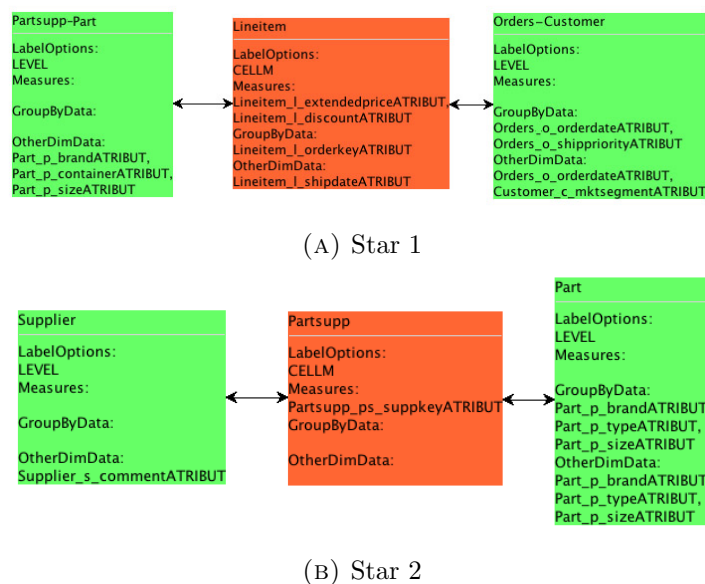 Partsupp-Part
LabelOptions:
LEVEL
Measures:
GroupByData:
OtherDimData:
Part_p_brandATRIBUT,
Part_p_containerATRIBUT,
Part_p_sizeATRIBUT
Lineitem
LabelOptions:
CELLM
Measures:
Lineitem_l_extendedpriceATRIBUT,
Lineitem_l_discountATRIBUT
GroupByData:
Lineitem_l_orderkeyATRIBUT
OtherDimData:
Lineitem_l_shipdateATRIBUT
Orders-Customer
LabelOptions:
LEVEL
Measures:
GroupByData:
Orders_o_orderdateATRIBUT,
Orders_o_shippriorityATRIBUT
OtherDimData:
Orders_o_orderdateATRIBUT,
Customer_c_mktsegmentATRIBUT
(A) Star 1
Supplier
LabelOptions:
LEVEL
Measures:
GroupByData:
OtherDimData:
Supplier_s_commentATRIBUT
Partsupp
LabelOptions:
CELLM
Measures:
Partsupp_ps_suppkeyATRIBUT
GroupByData:
OtherDimData:
Part
LabelOptions:
LEVEL
Measures:
GroupByData:
Part_p_brandATRIBUT
Part_p_typeATRIBUT,
Part_p_sizeATRIBUT
OtherDimData:
Part_p_brandATRIBUT
Part_p_typeATRIBUT,
Part_p_sizeATRIBUT
(B) Star 2